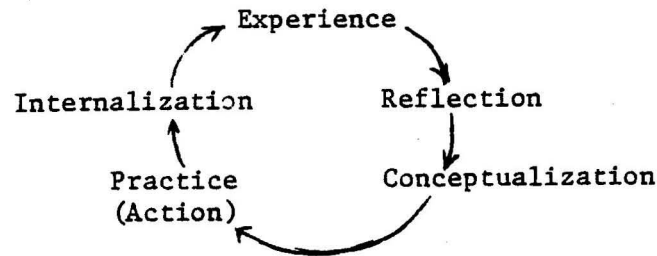 Experience
Internalization
Reflection
Practice
(Action)
Conceptualization